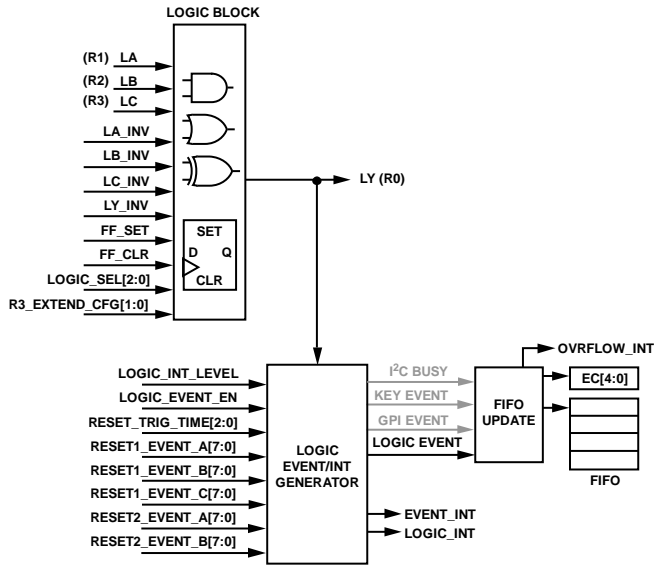 LOGIC BLOCK
(R1) LA
(R2) LB
(R3) LC
LA_INV
LB_INV
LC_INV
LY_INV
FF_SET
FF_CLR
LOGIC_SEL[2:0]
R3_EXTEND_CFG[1:0]
SET
D Q
CLR
LY (R0)
LOGIC_INT_LEVEL
LOGIC_EVENT_EN
RESET_TRIG_TIME[2:0]
RESET1_EVENT_A[7:0]
RESET1_EVENT_B[7:0]
RESET1_EVENT_C[7:0]
RESET2_EVENT_A[7:0]
RESET2_EVENT_B[7:0]
LOGIC
EVENT/INT
GENERATOR
I²C BUSY
KEY EVENT
GPI EVENT
LOGIC EVENT
EVENT_INT
LOGIC_INT
FIFO
UPDATE
OVRFLOW_INT
EC[4:0]
FIFO